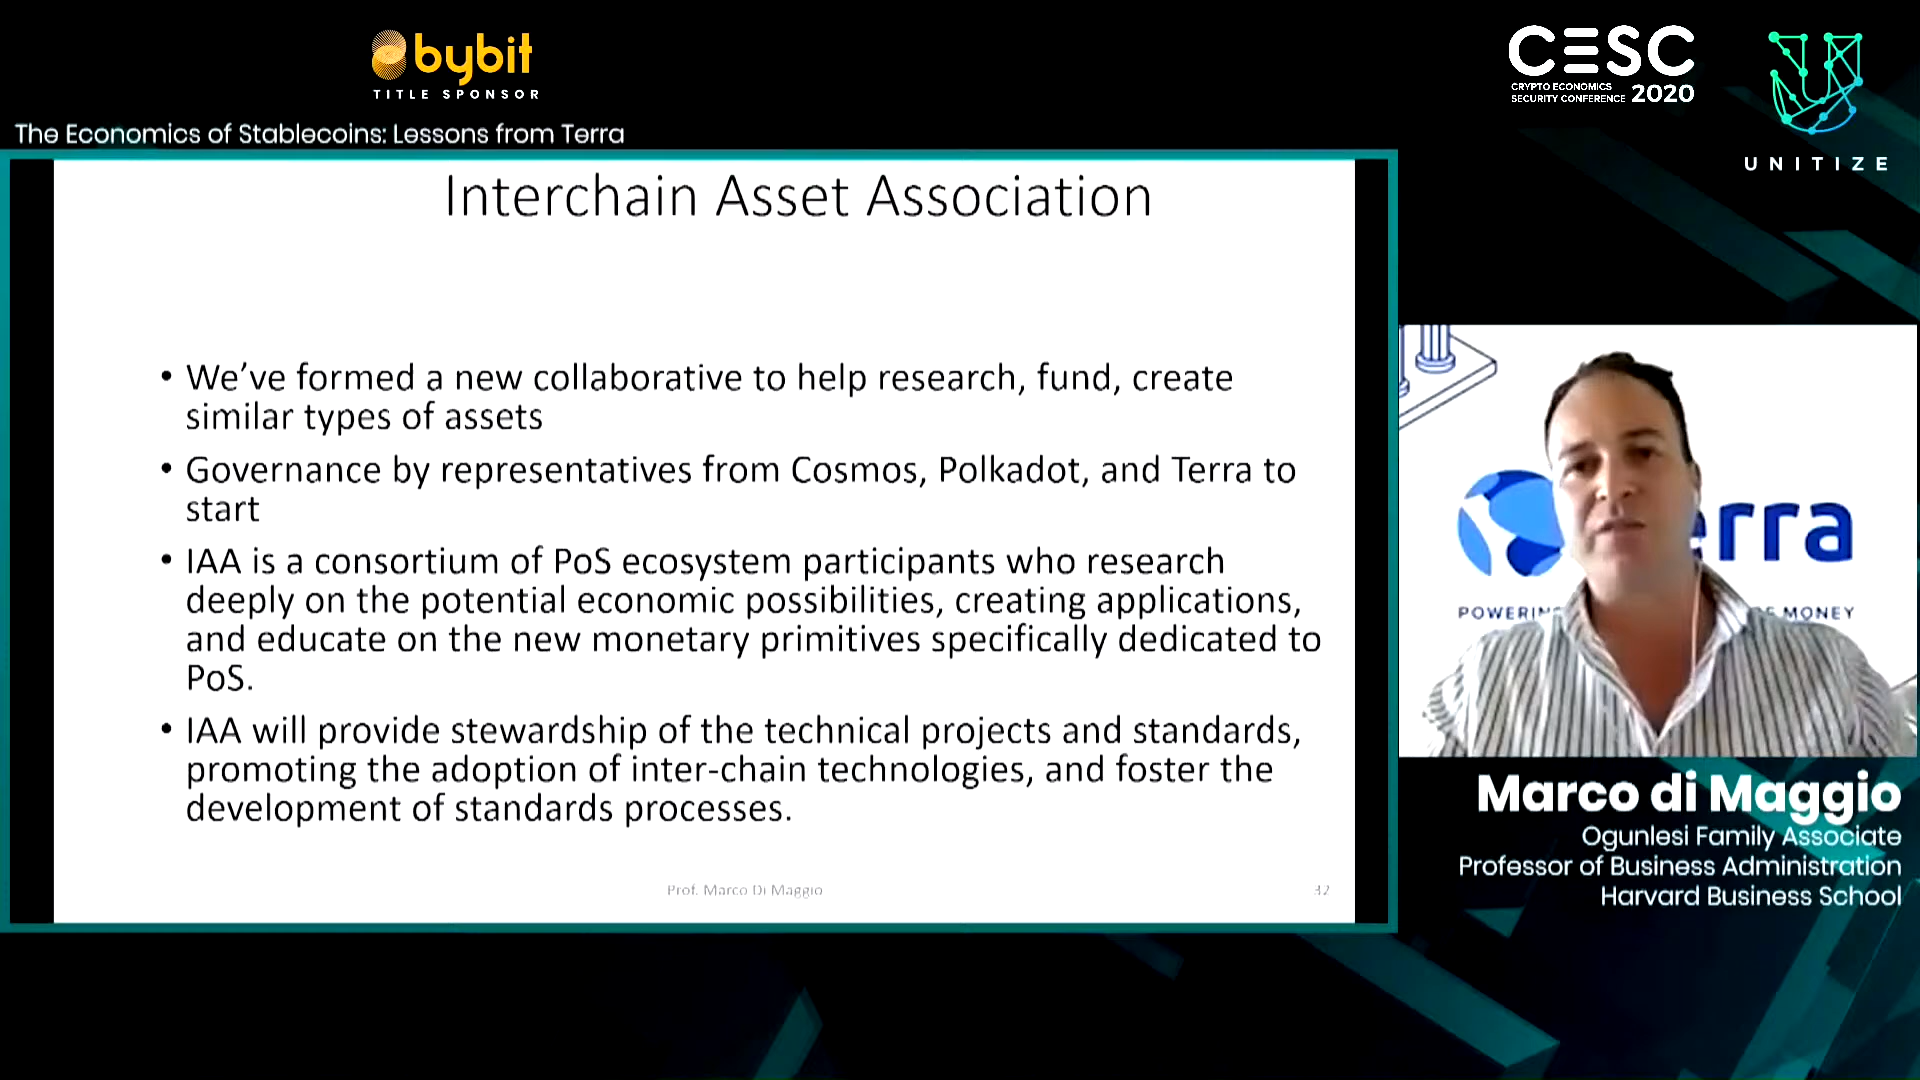 bybit
TITLE SPONSOR
CESC
CRYPTO ECONOMICS
SECURITY CONFERENCE 2020
UNITIZE
The Economics of Stablecoins: Lessons from Terra
Interchain Asset Association
• We’ve formed a new collaborative to help research, fund, create
similar types of assets
• Governance by representatives from Cosmos, Polkadot, and Terra to
start
• IAA is a consortium of PoS ecosystem participants who research
deeply on the potential economic possibilities, creating applications,
and educate on the new monetary primitives specifically dedicated to
PoS.
• IAA will provide stewardship of the technical projects and standards,
promoting the adoption of inter-chain technologies, and foster the
development of standards processes.
Prof. Marco Di Maggio
32
erra
MONEY
Marco di Maggio
Ogunlesi Family Associate
Professor of Business Administration
Harvard Business School